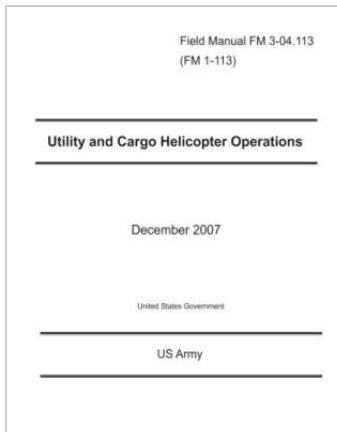 Field Manual FM 3-04.113
(FM 1-113)
Utility and Cargo Helicopter Operations
December 2007
United States Government
US Army